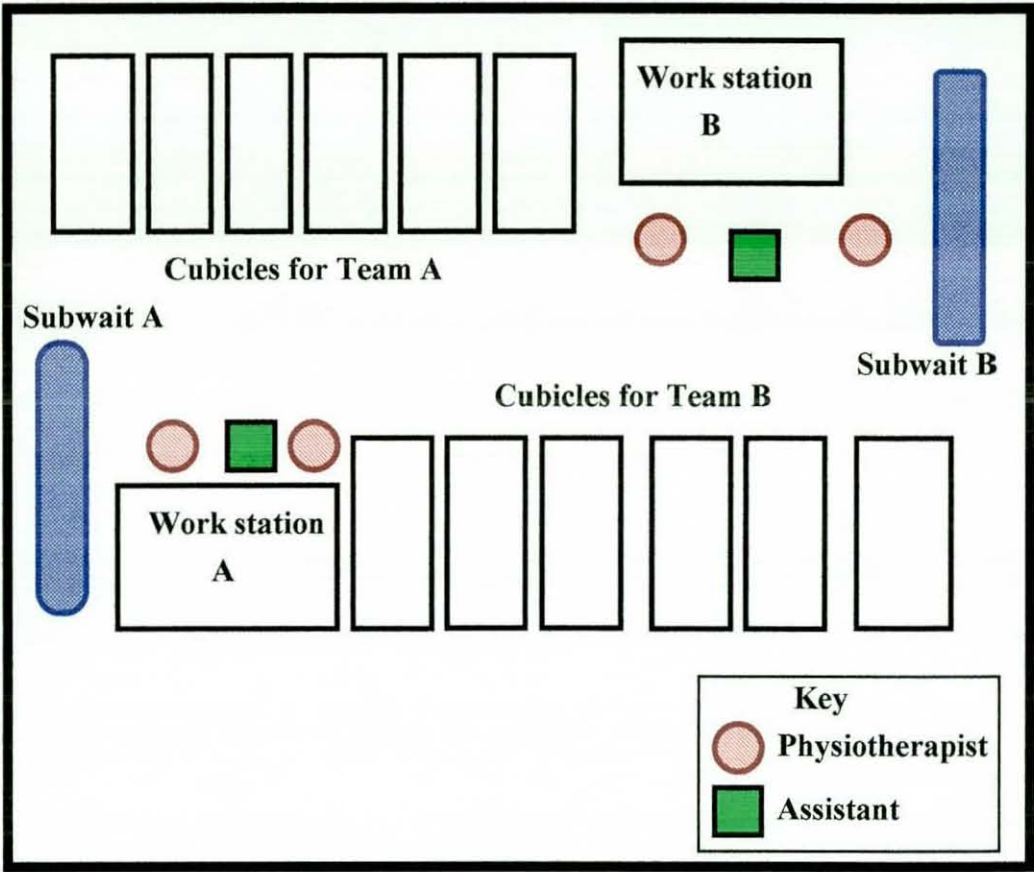 Work station
B
Cubicles for Team A
Subwait A
Subwait B
Cubicles for Team B
Work station
A
Key
Physiotherapist
Assistant